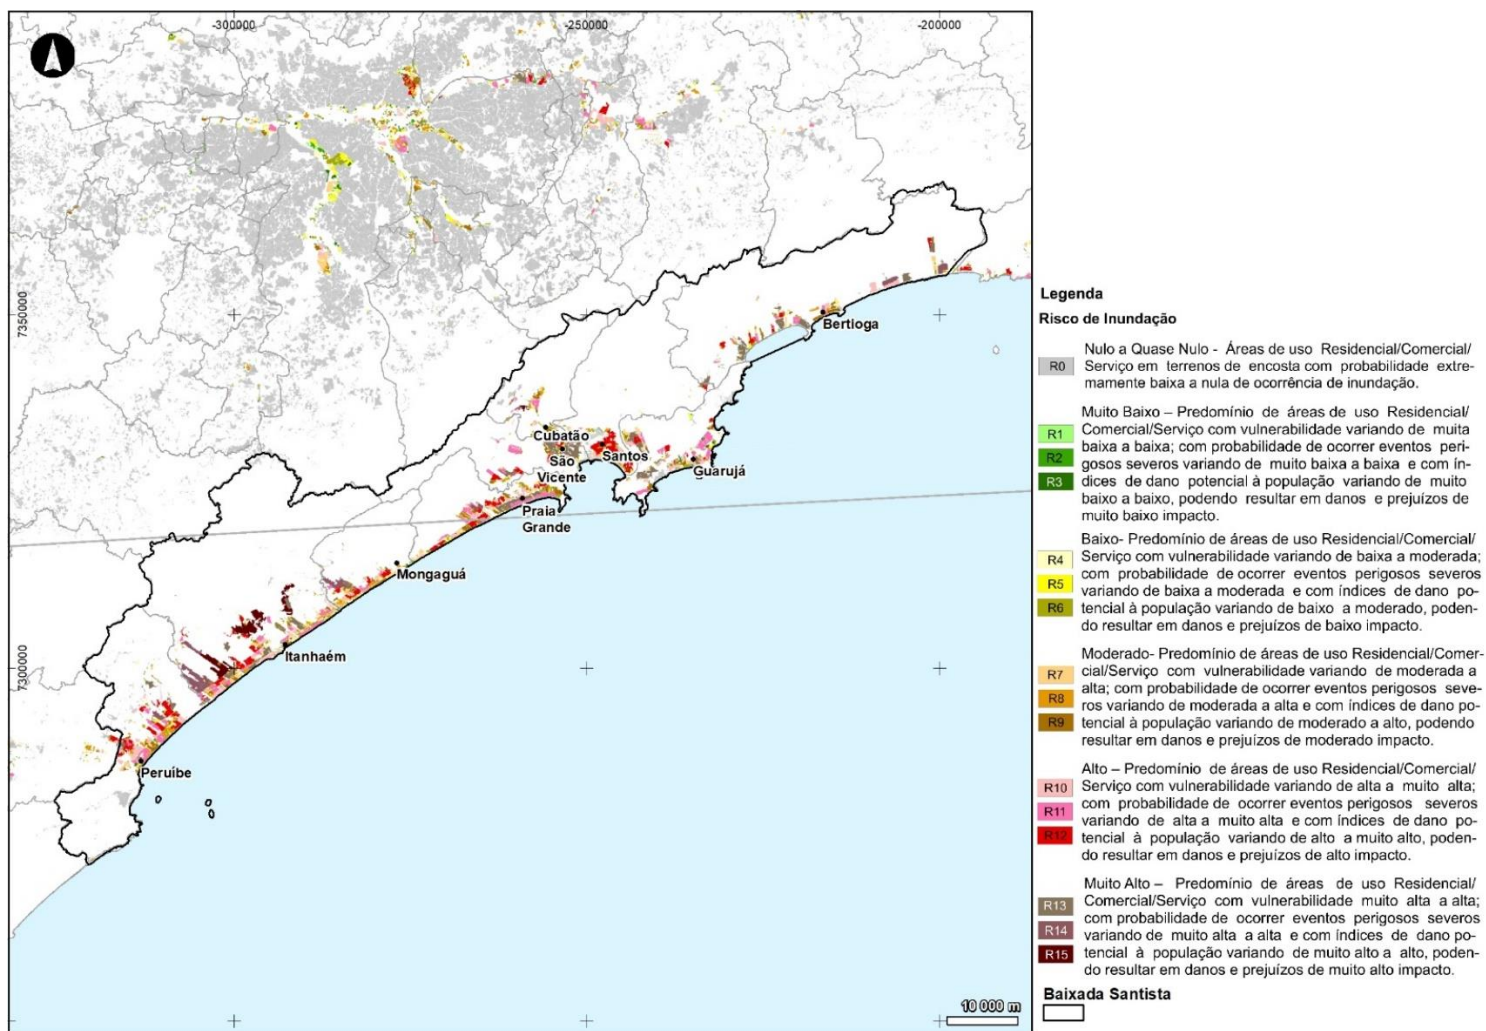 -300000
-250000
-200000
7350000
7300000
Bertioga
Cubatão
São
Vicente
Santos
Guarujá
Praia
Grande
Mongaguá
Itanhaém
Peruíbe
10 000 m
Legenda
Risco de Inundação
R0
Nulo a Quase Nulo - Áreas de uso Residencial/Comercial/
Serviço em terrenos de encosta com probabilidade extre-
mamente baixa a nula de ocorrência de inundação.
R1
R2
R3
Muito Baixo – Predomínio de áreas de uso Residencial/
Comercial/Serviço com vulnerabilidade variando de muita
baixa a baixa; com probabilidade de ocorrer eventos peri-
gosos severos variando de muito baixa a baixa e com ín-
dices de dano potencial à população variando de muito
baixo a baixo, podendo resultar em danos e prejuízos de
muito baixo impacto.
R4
R5
R6
Baixo- Predomínio de áreas de uso Residencial/Comercial/
Serviço com vulnerabilidade variando de baixa a moderada;
com probabilidade de ocorrer eventos perigosos severos
variando de baixa a moderada e com índices de dano po-
tencial à população variando de baixo a moderado, poden-
do resultar em danos e prejuízos de baixo impacto.
R7
R8
R9
Moderado- Predomínio de áreas de uso Residencial/Comer-
cial/Serviço com vulnerabilidade variando de moderada a
alta; com probabilidade de ocorrer eventos perigosos seve-
ros variando de moderada a alta e com índices de dano po-
tencial à população variando de moderado a alto, podendo
resultar em danos e prejuízos de moderado impacto.
R10
R11
R12
Alto – Predomínio de áreas de uso Residencial/Comercial/
Serviço com vulnerabilidade variando de alta a muito alta;
com probabilidade de ocorrer eventos perigosos severos
variando de alta a muito alta e com índices de dano po-
tencial à população variando de alto a muito alto, poden-
do resultar em danos e prejuízos de alto impacto.
R13
R14
R15
Muito Alto – Predomínio de áreas de uso Residencial/
Comercial/Serviço com vulnerabilidade muito alta a alta;
com probabilidade de ocorrer eventos perigosos severos
variando de muito alta a alta e com índices de dano po-
tencial à população variando de muito alto a alto, poden-
do resultar em danos e prejuízos de muito alto impacto.
Baixada Santista